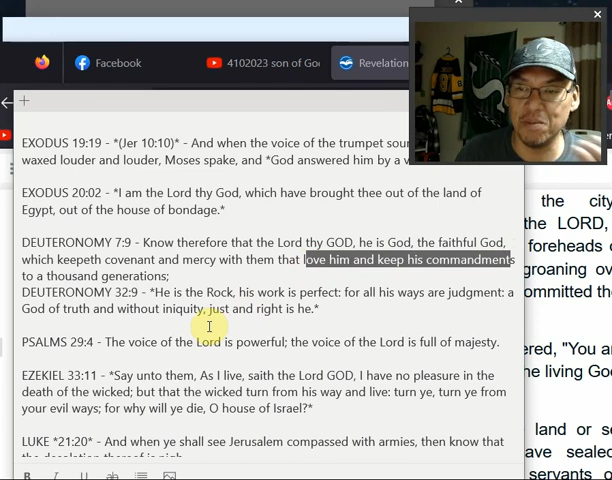 Facebook
4102023 son of Go
Revelation
EXODUS 19:19 - *(Jer 10:10)* - And when the voice of the trumpet sou
waxed louder and louder, Moses spake, and *God answered him by a v
EXODUS 20:02 - *I am the Lord thy God, which have brought thee out of the land of
Egypt, out of the house of bondage.*
DEUTERONOMY 7:9 - Know therefore that the Lord thy GOD, he is God, the faithful God,
which keepeth covenant and mercy with them that love him and keep his commandments
to a thousand generations;
DEUTERONOMY 32:9 - *He is the Rock, his work is perfect: for all his ways are judgment: a
God of truth and without iniquity, just and right is he.*
PSALMS 29:4 - The voice of the Lord is powerful; the voice of the Lord is full of majesty.
EZEKIEL 33:11 - *Say unto them, As I live, saith the Lord GOD, I have no pleasure in the
death of the wicked; but that the wicked turn from his way and live: turn ye, turn ye from
your evil ways; for why will ye die, O house of Israel?*
LUKE *21:20* - And when ye shall see Jerusalem compassed with armies, then know that
the desolation thereof is nigh
B I U ab
the city
the LORD,
foreheads o
groaning ov
ommitted the
ered, "You a
he living God
land or s
ave sealed
servants o